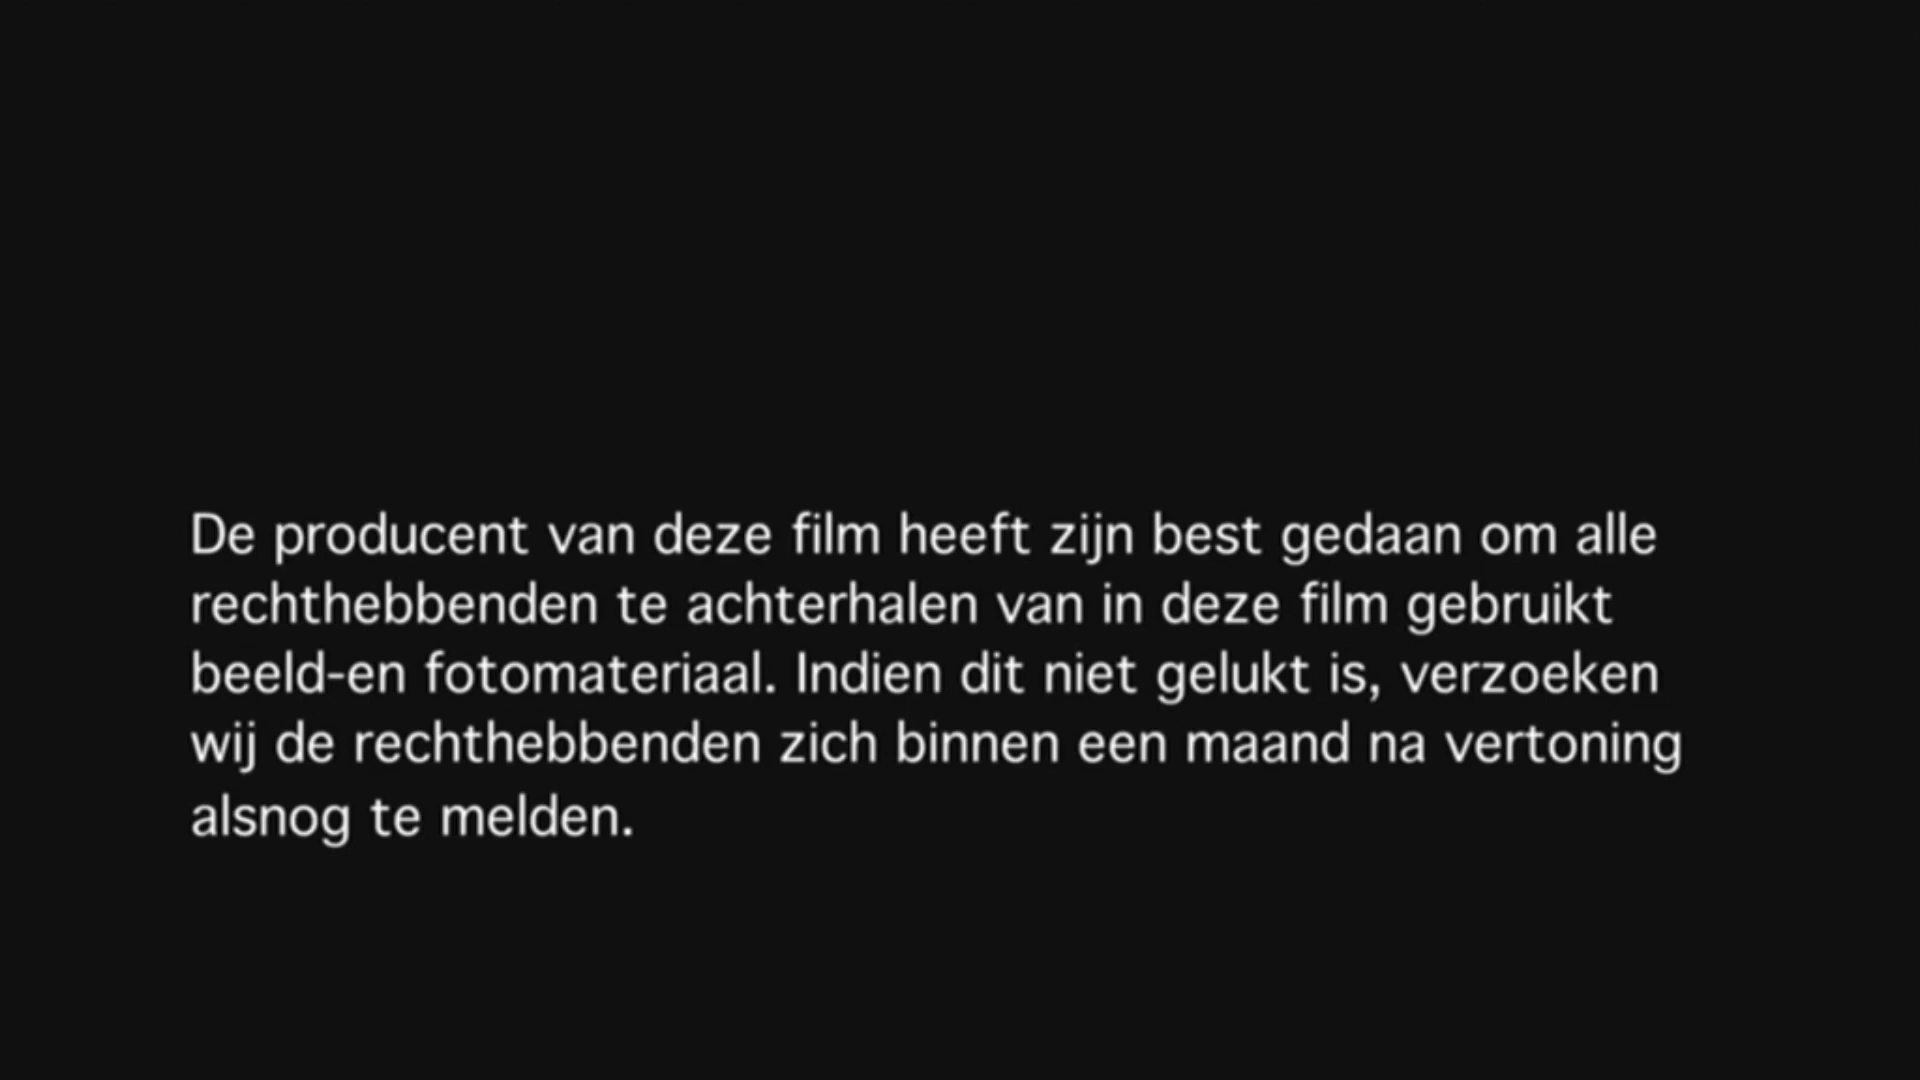 De producent van deze film heeft zijn best gedaan om alle
rechthebbenden te achterhalen van in deze film gebruikt
beeld-en fotomateriaal. Indien dit niet gelukt is, verzoeken
wij de rechthebbenden zich binnen een maand na vertoning
alsnog te melden.